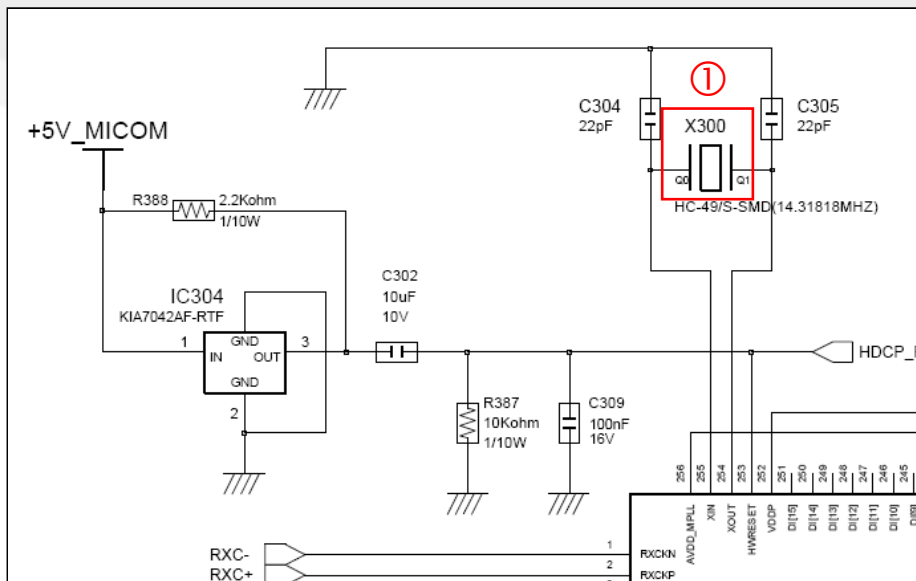 ①
C304
22pF
X300
C305
22pF
Q0
Q1
HC-49/S-SMD(14.31818MHZ)
+5V_MICOM
R388
2.2Kohm
1/10W
IC304
KIA7042AF-RTF
1
GND
IN
OUT
3
GND
2
C302
10uF
10V
HDCP_
R387
10Kohm
1/10W
C309
100nF
16V
256
255
254
253
252
251
250
249
248
247
246
245
AVDD_MPLL
XIN
XOUT
HWRESET
VDDP
DI[15]
DI[14]
DI[13]
DI[12]
DI[11]
DI[10]
DI[9]
RXC-
1
RXCKN
RXC+
2
RXCKP